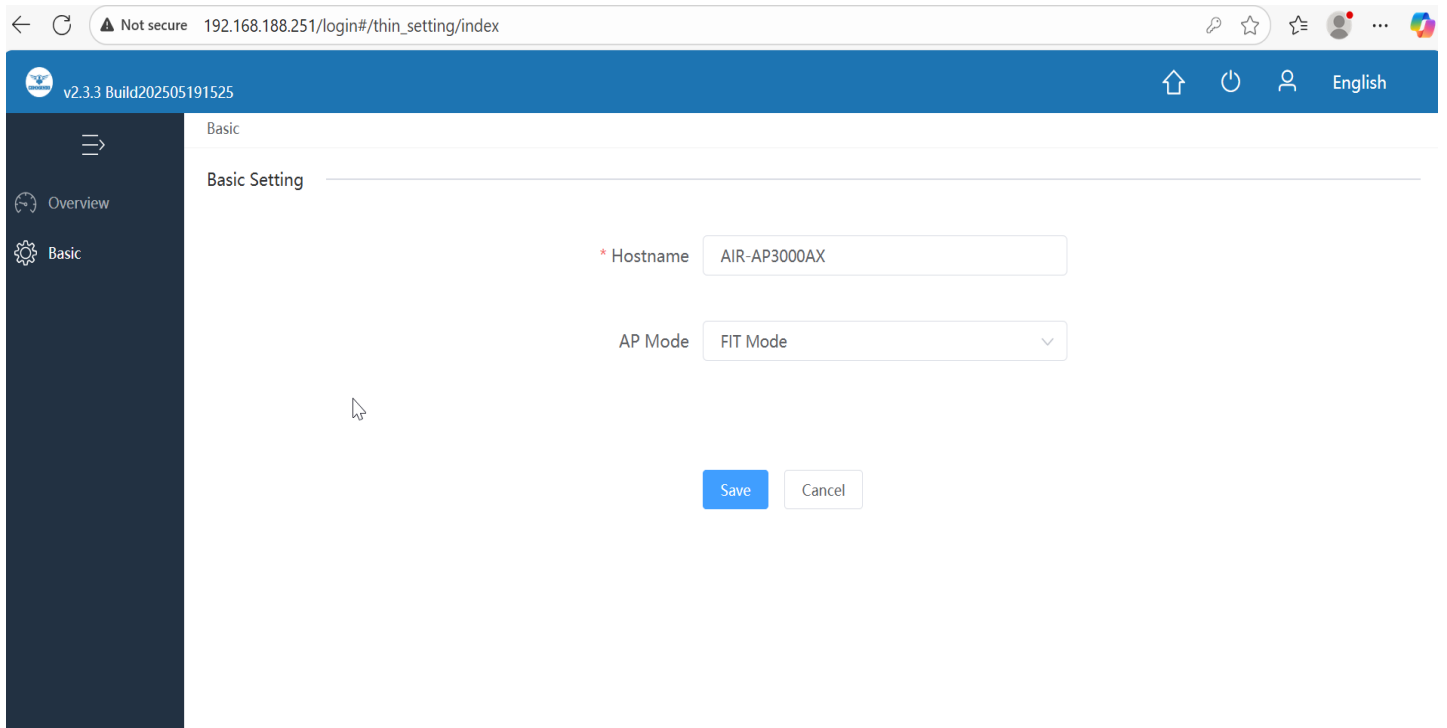 Not secure 192.168.188.251/login#/thin_setting/index
v2.3.3 Build202505191525
English
Basic
Basic Setting
Overview
Basic
* Hostname AIR-AP3000AX
AP Mode FIT Mode
Save Cancel